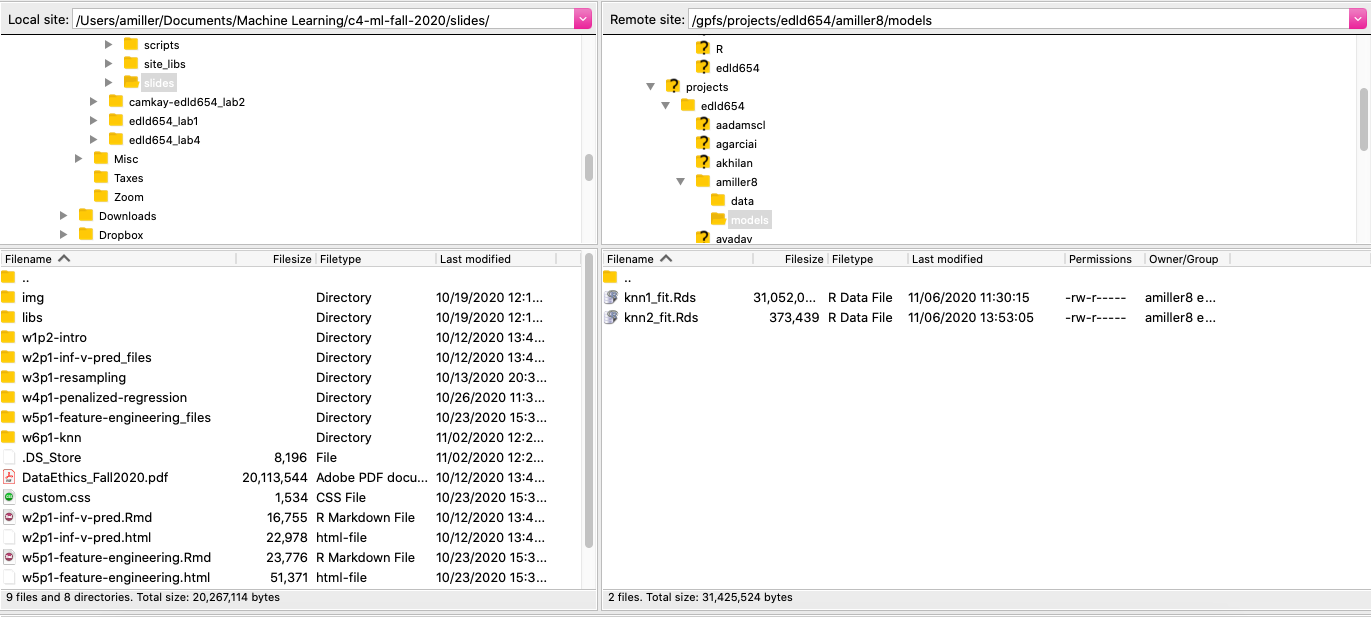 Local site: /Users/amiller/Documents/Machine Learning/c4-ml-fall-2020/slides/
scripts
site_libs
slides
camkay-edld654_lab2
edld654_lab1
edld654_lab4
Misc
Taxes
Zoom
Downloads
Dropbox
Filename Filesize Filetype Last modified
..
img Directory 10/19/2020 12:1...
libs Directory 10/19/2020 12:1...
w1p2-intro Directory 10/12/2020 13:4...
w2p1-inf-v-pred_files Directory 10/12/2020 13:4...
w3p1-resampling Directory 10/13/2020 20:3...
w4p1-penalized-regression Directory 10/26/2020 11:3...
w5p1-feature-engineering_files Directory 10/23/2020 15:3...
w6p1-knn Directory 11/02/2020 12:2...
.DS_Store 8,196 File 11/02/2020 12:2...
DataEthics_Fall2020.pdf 20,113,544 Adobe PDF docu... 10/12/2020 13:4...
custom.css 1,534 CSS File 10/23/2020 15:3...
w2p1-inf-v-pred.Rmd 16,755 R Markdown File 10/12/2020 13:4...
w2p1-inf-v-pred.html 22,978 html-file 10/12/2020 13:4...
w5p1-feature-engineering.Rmd 23,776 R Markdown File 10/23/2020 15:3...
w5p1-feature-engineering.html 51,371 html-file 10/23/2020 15:3...
9 files and 8 directories. Total size: 20,267,114 bytes
Remote site: /gpfs/projects/edld654/amiller8/models
R
edld654
projects
edld654
aadamscl
agarciai
akhilan
amiller8
data
models
avadav
Filename Filesize Filetype Last modified Permissions Owner/Group
..
knn1_fit.Rds 31,052,0... R Data File 11/06/2020 11:30:15 -rw-r----- amiller8 e...
knn2_fit.Rds 373,439 R Data File 11/06/2020 13:53:05 -rw-r----- amiller8 e...
2 files. Total size: 31,425,524 bytes